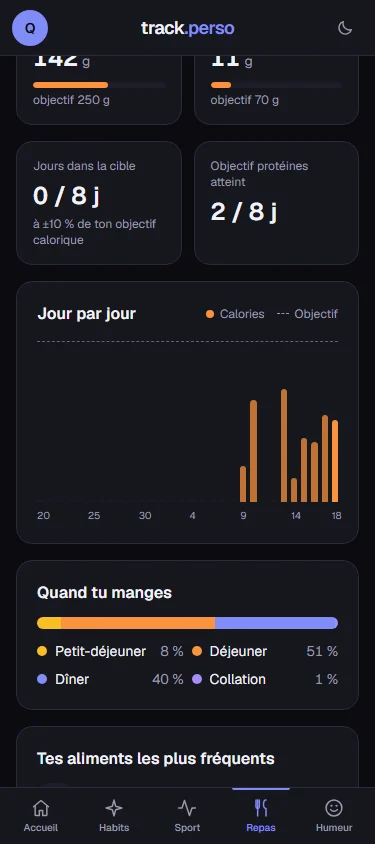 Q
track.perso
142 g
objectif 250 g
11 g
objectif 70 g
Jours dans la cible
0 / 8 j
à ±10 % de ton objectif
calorique
Objectif protéines
atteint
2 / 8 j
Jour par jour
Calories
Objectif
20 25 30 4 9 14 18
Quand tu manges
Petit-déjeuner 8 %
Déjeuner 51 %
Dîner 40 %
Collation 1 %
Tes aliments les plus fréquents
Accueil
Habits
Sport
Repas
Humeur